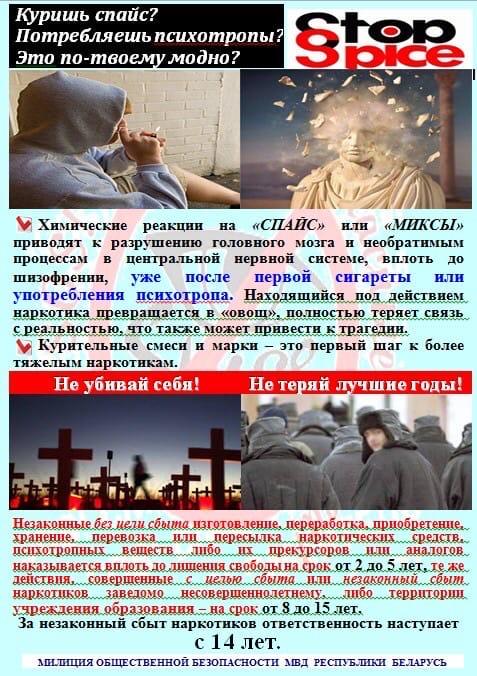 Куришь спайс?
Потребляешь психотропы?
Это по-твоему модно?
Stop
Spice
Химические реакции на «СПАЙС» или «МИКСЫ»
приводят к разрушению головного мозга и необратимым
процессам в центральной нервной системе, вплоть до
шизофрении, уже после первой сигареты или
употребления психотропа. Находящийся под действием
наркотика превращается в «овощ», полностью теряет связь
с реальностью, что также может привести к трагедии.
Курительные смеси и марки – это первый шаг к более
тяжелым наркотикам.
Не убивай себя! Не теряй лучшие годы!
Незаконные без цели сбыта изготовление, переработка, приобретение,
хранение, перевозка или пересылка наркотических средств,
психотропных веществ либо их прекурсоров или аналогов
наказывается вплоть до лишения свободы на срок от 2 до 5 лет, те же
действия, совершенные с целью сбыта или незаконный сбыт
наркотиков заведомо несовершеннолетнему, либо территории
учреждения образования – на срок от 8 до 15 лет.
За незаконный сбыт наркотиков ответственность наступает
с 14 лет.
МИЛИЦИЯ ОБЩЕСТВЕННОЙ БЕЗОПАСНОСТИ МВД РЕСПУБЛИКИ БЕЛАРУСЬ